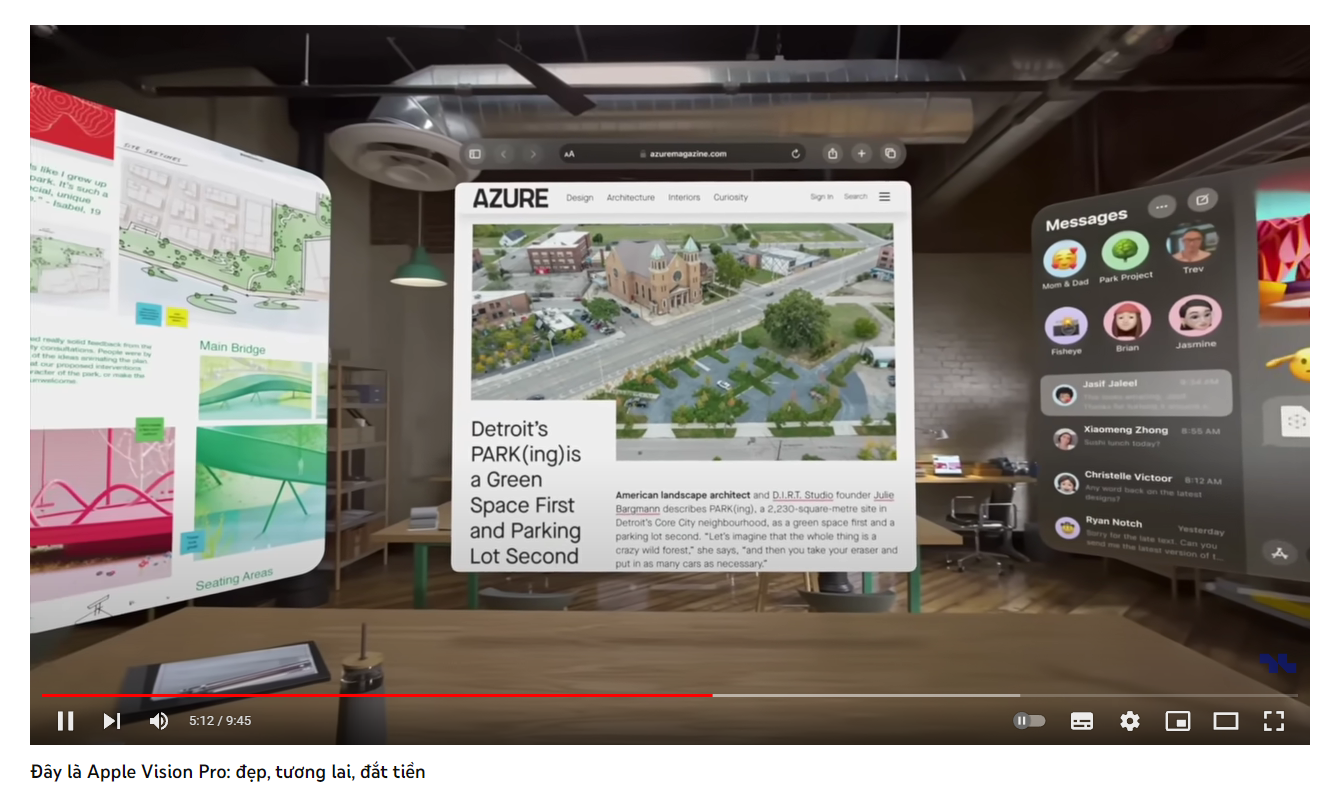 SITE SKETCHES
ls like I grew up
park. It's such a
cial, unique
e." - Isabel, 19
ed really solid feedback from the
ty consultations. People were by
of the ideas animating the plan.
at our proposed interventions
racter of the park, or make the
unwelcome.
Main Bridge
Seating Areas
AA
azuremagazine.com
AZURE
Design
Architecture
Interiors
Curiosity
Sign In
Search
Detroit's
PARK(ing)is
a Green
Space First
and Parking
Lot Second
American landscape architect and D.I.R.T. Studio founder Julie
Bargmann describes PARK(ing), a 2,230-square-metre site in
Detroit's Core City neighbourhood, as a green space first and a
parking lot second. "Let's imagine that the whole thing is a
crazy wild forest," she says, "and then you take your eraser and
put in as many cars as necessary."
Messages
Mom & Dad
Park Project
Trev
Fisheye
Brian
Jasmine
Jasif Jaleel
Xiaomeng Zhong 8:55 AM
Sushi lunch today?
Christelle Victoor 8:12 AM
Any word back on the latest
designs?
Ryan Notch Yesterday
Sorry for the late text. Can you
send me the latest version of t...
5:12 / 9:45
Đây là Apple Vision Pro: đẹp, tương lai, đắt tiền